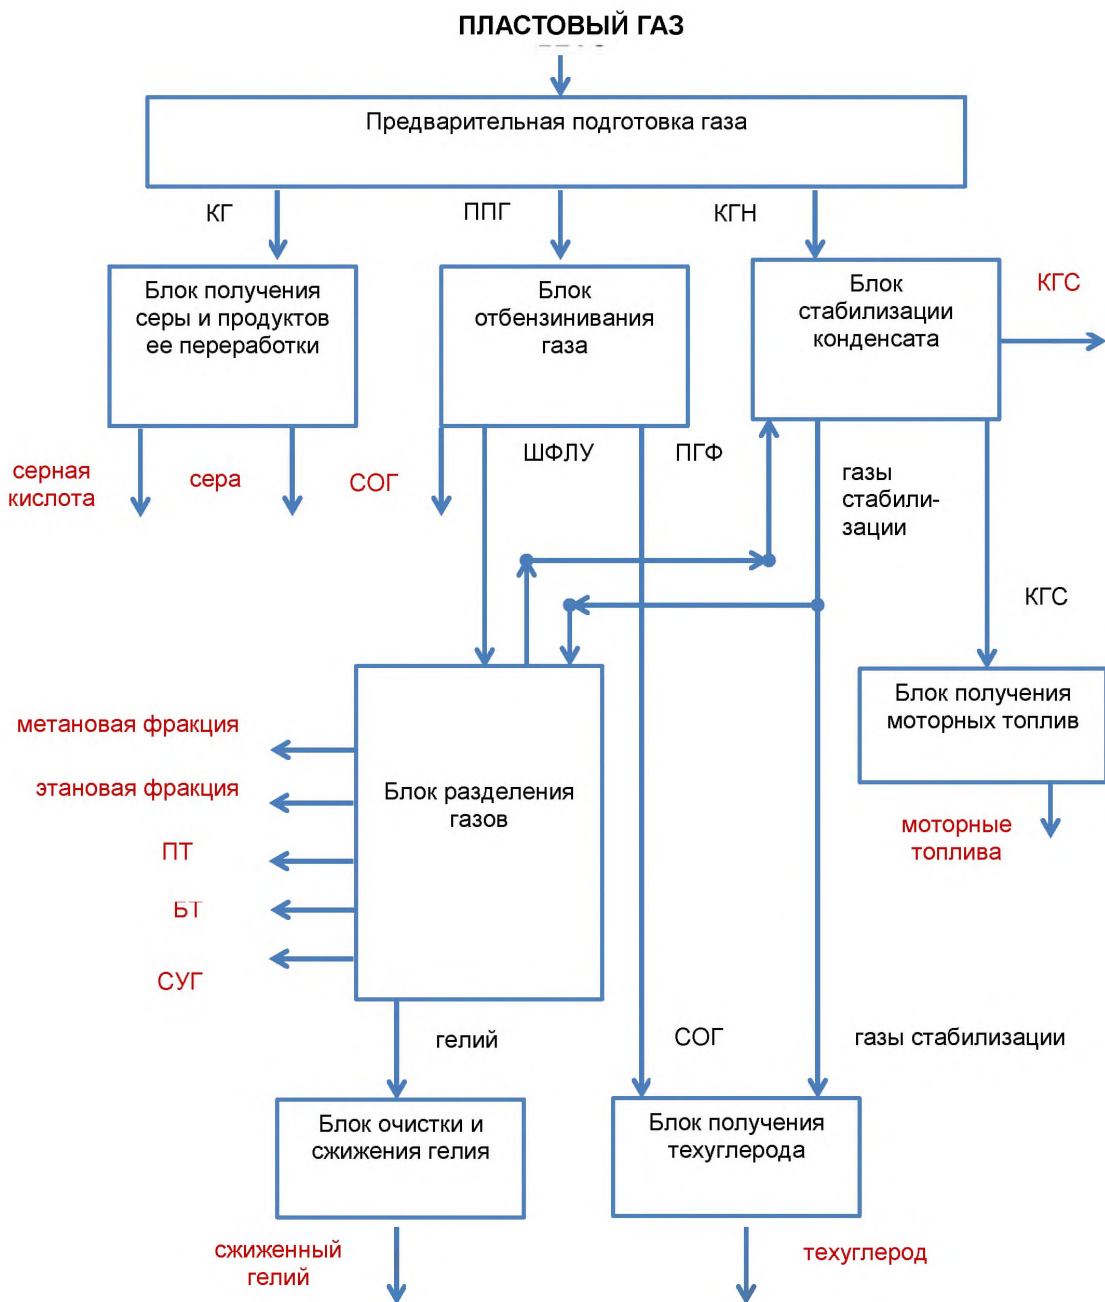 ПЛАСТОВЫЙ ГАЗ
Предварительная подготовка газа
КГ
ППГ
КГН
Блок получения
серы и продуктов
ее переработки
Блок
отбензинивания
газа
Блок
стабилизации
конденсата
КГС
серная
кислота
сера
СОГ
ШФЛУ
ПГФ
газы
стабили-
зации
КГС
Блок получения
моторных топлив
моторные
топлива
метановая фракция
этановая фракция
ПТ
БТ
СУГ
Блок разделения
газов
гелий
СОГ
газы стабилизации
Блок очистки и
сжижения гелия
Блок получения
техуглерода
сжиженный
гелий
техуглерод